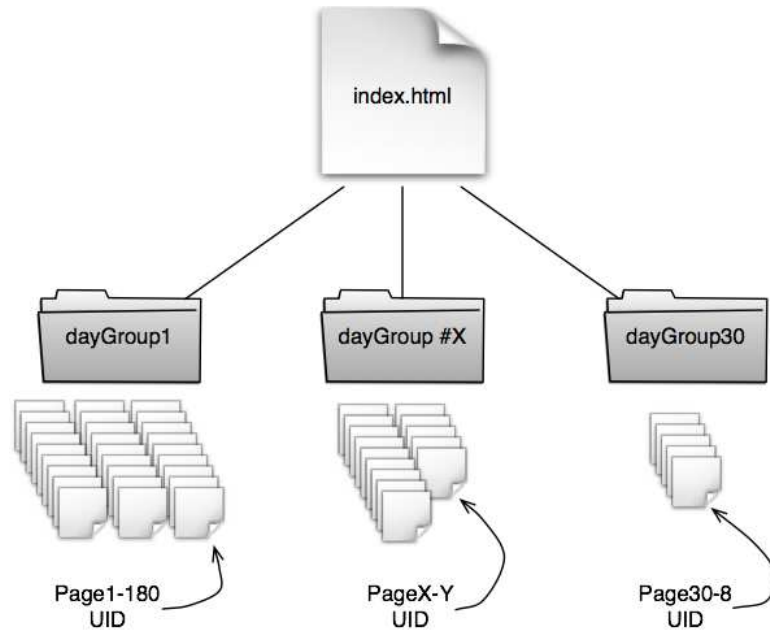 index.html
dayGroup1
dayGroup #X
dayGroup30
Page1-180
UID
PageX-Y
UID
Page30-8
UID